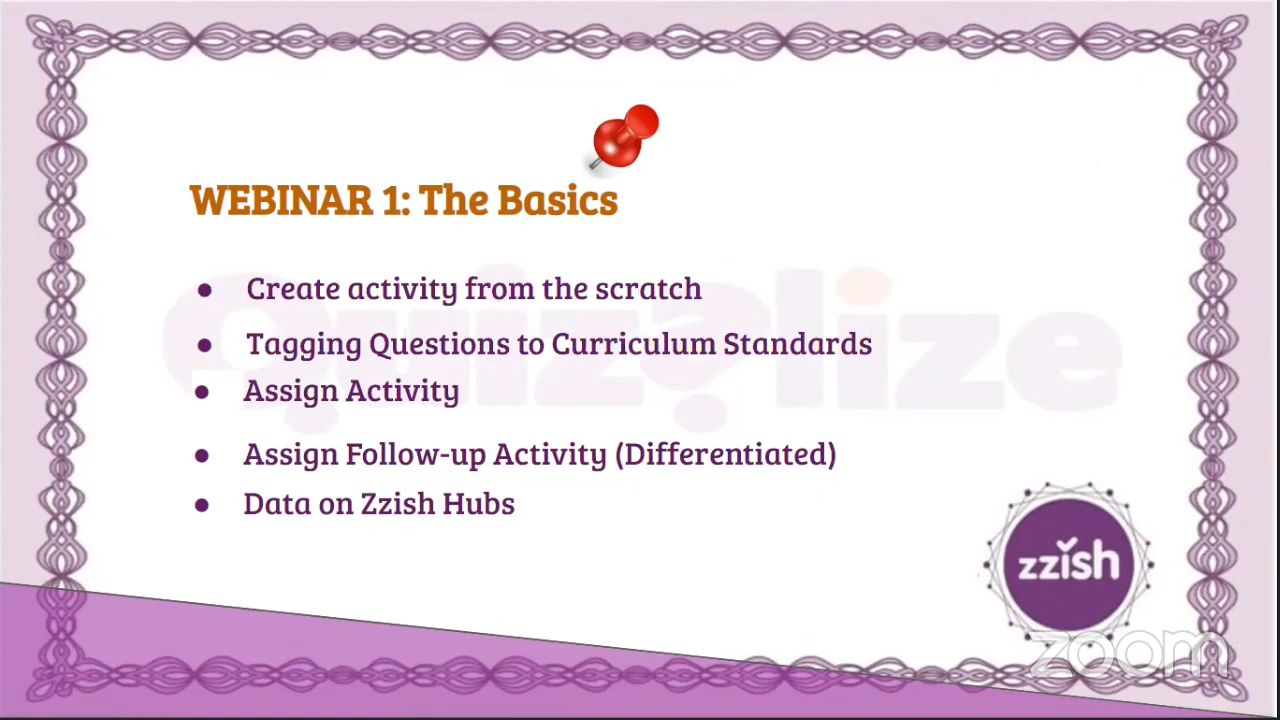 WEBINAR 1: The Basics
● Create activity from the scratch
● Tagging Questions to Curriculum Standards
● Assign Activity
● Assign Follow-up Activity (Differentiated)
● Data on Zzish Hubs
Quizalize
zzish
zoom